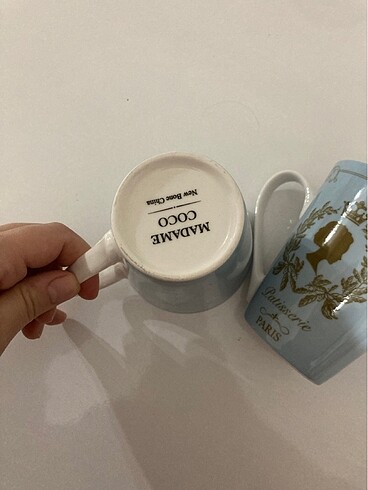 MADAME
COCO
New Bone China
Patisserie
PARIS